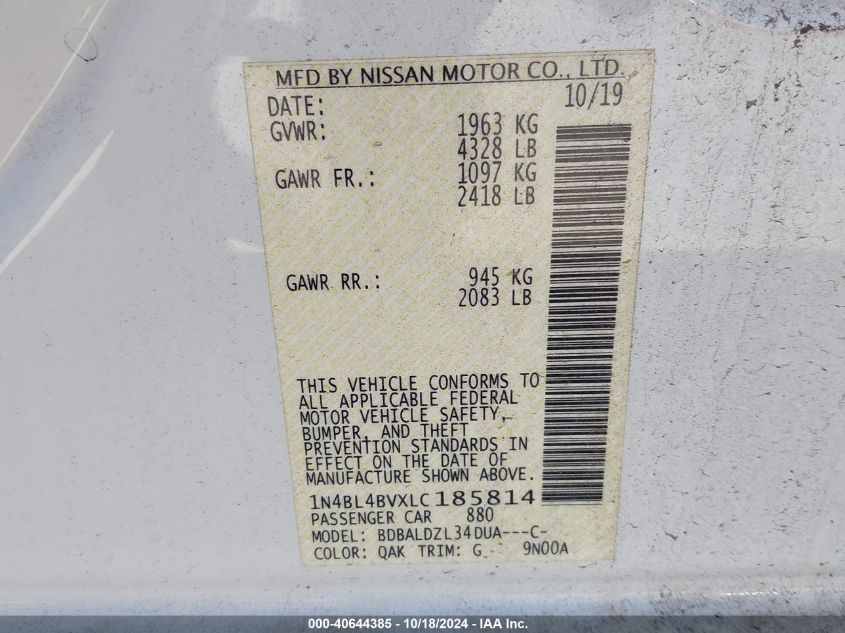 MFD BY NISSAN MOTOR CO., LTD.
DATE: 10/19
GVWR: 1963 KG
4328 LB
GAWR FR.: 1097 KG
2418 LB
GAWR RR.: 945 KG
2083 LB
THIS VEHICLE CONFORMS TO
ALL APPLICABLE FEDERAL
MOTOR VEHICLE SAFETY,
BUMPER, AND THEFT
PREVENTION STANDARDS IN
EFFECT ON THE DATE OF
MANUFACTURE SHOWN ABOVE.
1N4BL4BVXLC185814
PASSENGER CAR 880
MODEL: BDBALDZL34DUA---C-
COLOR: QAK TRIM: G 9N00A
000-40644385 - 10/18/2024 - IAA Inc.